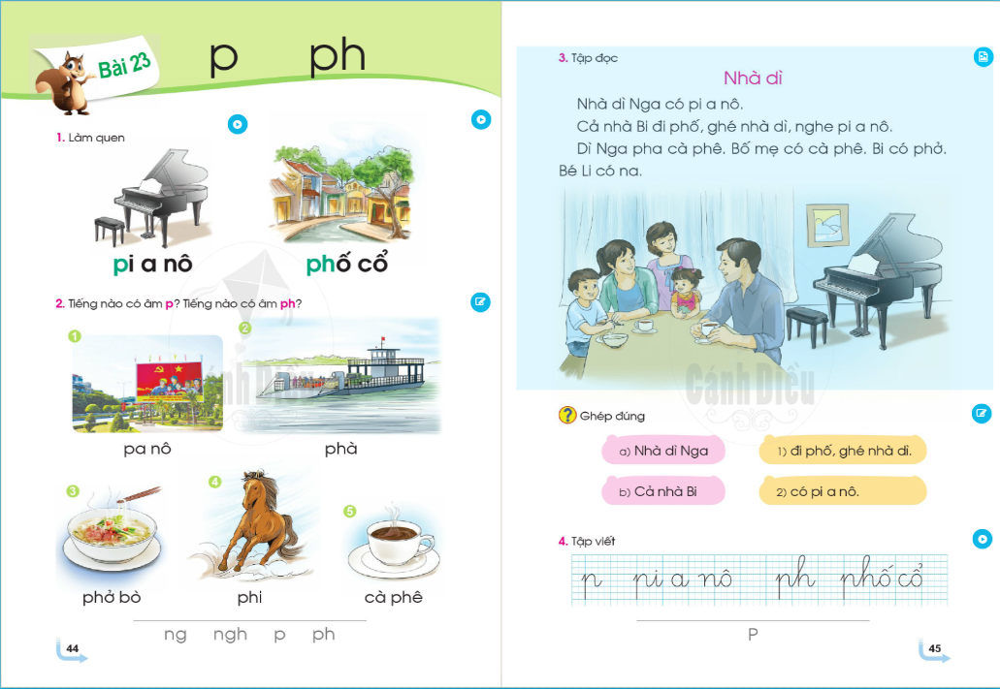 Bài 23
p ph
1. Làm quen
pi a nô phố cổ
2. Tiếng nào có âm p? Tiếng nào có âm ph?
1
2
pa nô phà
3
4
5
phở bò phi cà phê
ng ngh p ph
44
3. Tập đọc
Nhà dì
Nhà dì Nga có pi a nô.
Cả nhà Bi đi phố, ghé nhà dì, nghe pi a nô.
Dì Nga pha cà phê. Bố mẹ có cà phê. Bi có phở.
Bé Li có na.
Cánh Diều
? Ghép đúng
a) Nhà dì Nga 1) đi phố, ghé nhà dì.
b) Cả nhà Bi 2) có pi a nô.
4. Tập viết
p pi a nô ph phố cổ
P
45